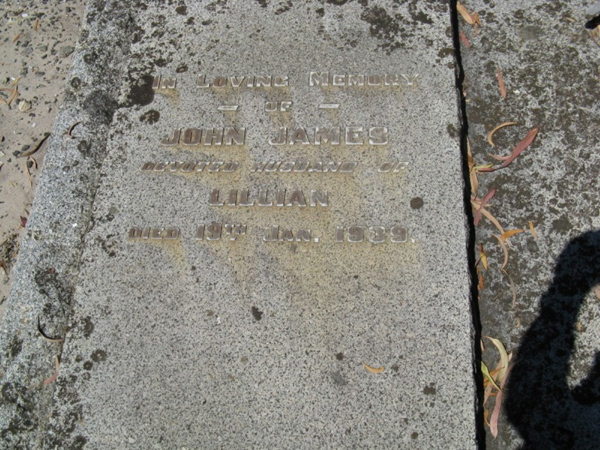 In Loving Memory
– OF –
JOHN JAMES
DEVOTED HUSBAND OF
LILLIAN
DIED 19TH JAN. 1939.